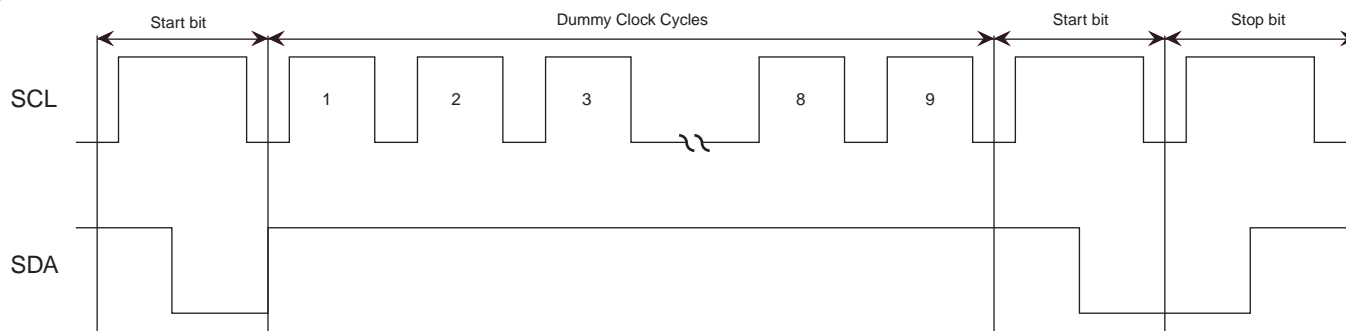 Start bit
Dummy Clock Cycles
Start bit
Stop bit
SCL
1
2
3
8
9
SDA